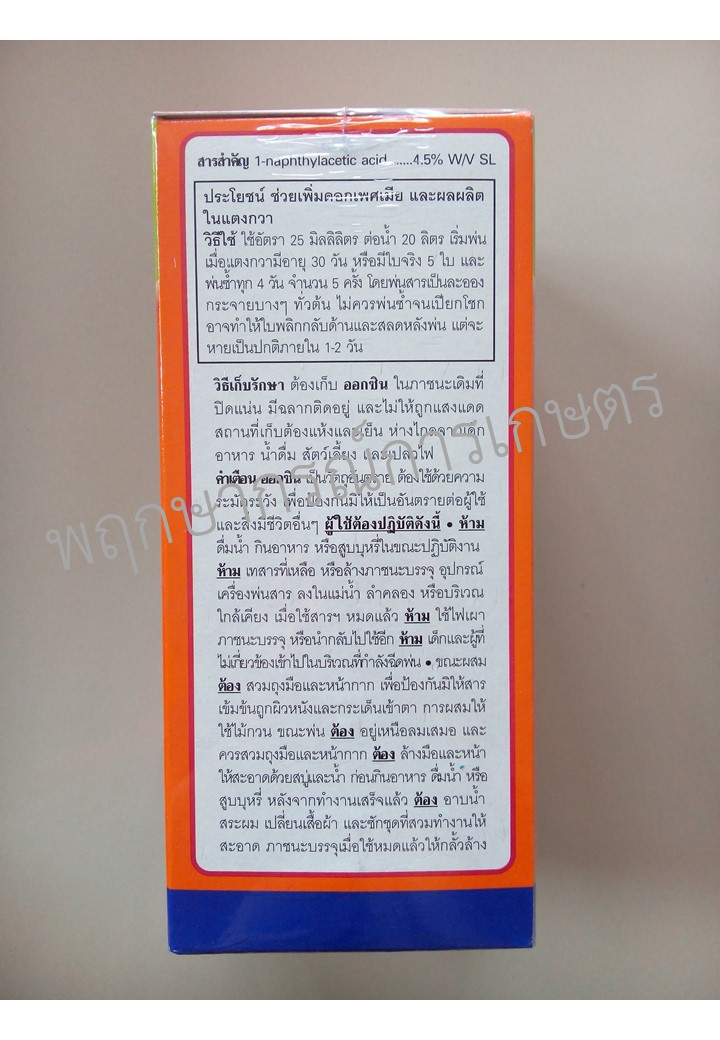 สารสำคัญ 1-naphthylacetic acid ......4.5% W/V SL
ประโยชน์ ช่วยเพิ่มดอกเพศเมีย และผลผลิต
ในแตงกวา
วิธีใช้ ใช้อัตรา 25 มิลลิลิตร ต่อน้ำ 20 ลิตร เริ่มพ่น
เมื่อแตงกวามีอายุ 30 วัน หรือมีใบจริง 5 ใบ และ
พ่นซ้ำทุก 4 วัน จำนวน 5 ครั้ง โดยพ่นสารเป็นละออง
กระจายบางๆ ทั่วต้น ไม่ควรพ่นซ้ำจนเปียกโชก
อาจทำให้ใบพลิกกลับด้านและสลดหลังพ่น แต่จะ
หายเป็นปกติภายใน 1-2 วัน
วิธีเก็บรักษา ต้องเก็บ ออกซิน ในภาชนะเดิมที่
ปิดแน่น มีฉลากติดอยู่ และไม่ให้ถูกแสงแดด
สถานที่เก็บต้องแห้งและเย็น ห่างไกลจากเด็ก
อาหาร น้ำดื่ม สัตว์เลี้ยง และเปลวไฟ
คำเตือน ออกซิน เป็นวัตถุอันตราย ต้องใช้ด้วยความ
ระมัดระวัง เพื่อป้องกันมิให้เป็นอันตรายต่อผู้ใช้
และสิ่งมีชีวิตอื่นๆ ผู้ใช้ต้องปฏิบัติดังนี้ • ห้าม
ดื่มน้ำ กินอาหาร หรือสูบบุหรี่ในขณะปฏิบัติงาน
ห้าม เทสารที่เหลือ หรือล้างภาชนะบรรจุ อุปกรณ์
เครื่องพ่นสาร ลงในแม่น้ำ ลำคลอง หรือบริเวณ
ใกล้เคียง เมื่อใช้สารฯ หมดแล้ว ห้าม ใช้ไฟเผา
ภาชนะบรรจุ หรือนำกลับไปใช้อีก ห้าม เด็กและผู้ที่
ไม่เกี่ยวข้องเข้าไปในบริเวณที่กำลังฉีดพ่น • ขณะผสม
ต้อง สวมถุงมือและหน้ากาก เพื่อป้องกันมิให้สาร
เข้มข้นถูกผิวหนังและกระเด็นเข้าตา การผสมให้
ใช้ไม้กวน ขณะพ่น ต้อง อยู่เหนือลมเสมอ และ
ควรสวมถุงมือและหน้ากาก ต้อง ล้างมือและหน้า
ให้สะอาดด้วยสบู่และน้ำ ก่อนกินอาหาร ดื่มน้ำ หรือ
สูบบุหรี่ หลังจากทำงานเสร็จแล้ว ต้อง อาบน้ำ
สระผม เปลี่ยนเสื้อผ้า และซักชุดที่สวมทำงานให้
สะอาด ภาชนะบรรจุเมื่อใช้หมดแล้วให้กลั้วล้าง
พฤกษาภรณ์การเกษตร